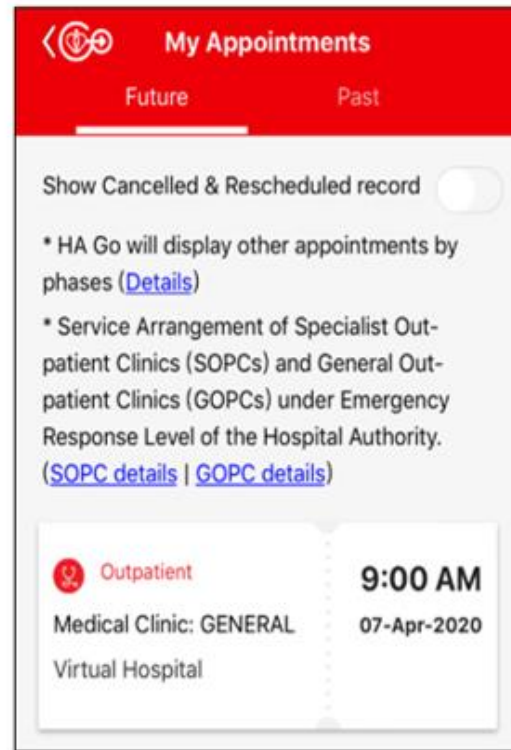 My Appointments
Future Past
Show Cancelled & Rescheduled record
* HA Go will display other appointments by
phases (Details)
* Service Arrangement of Specialist Out-
patient Clinics (SOPCs) and General Out-
patient Clinics (GOPCs) under Emergency
Response Level of the Hospital Authority.
(SOPC details | GOPC details)
Outpatient
9:00 AM
Medical Clinic: GENERAL
07-Apr-2020
Virtual Hospital